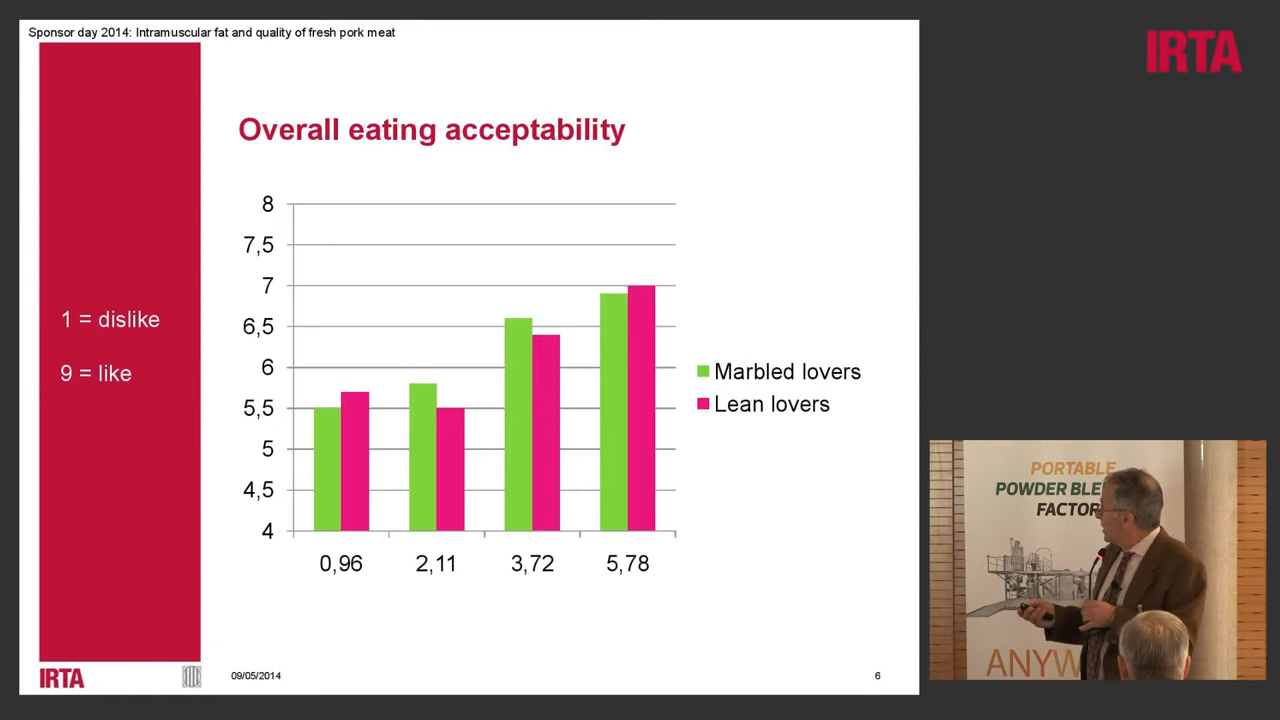 Sponsor day 2014: Intramuscular fat and quality of fresh pork meat
IRTA
Overall eating acceptability
1 = dislike
9 = like
8
7,5
7
6,5
6
5,5
5
4,5
4
0,96
2,11
3,72
5,78
Marbled lovers
Lean lovers
IRTA
09/05/2014
6
PORTABLE
POWDER BLE
FACTOR
ANYW